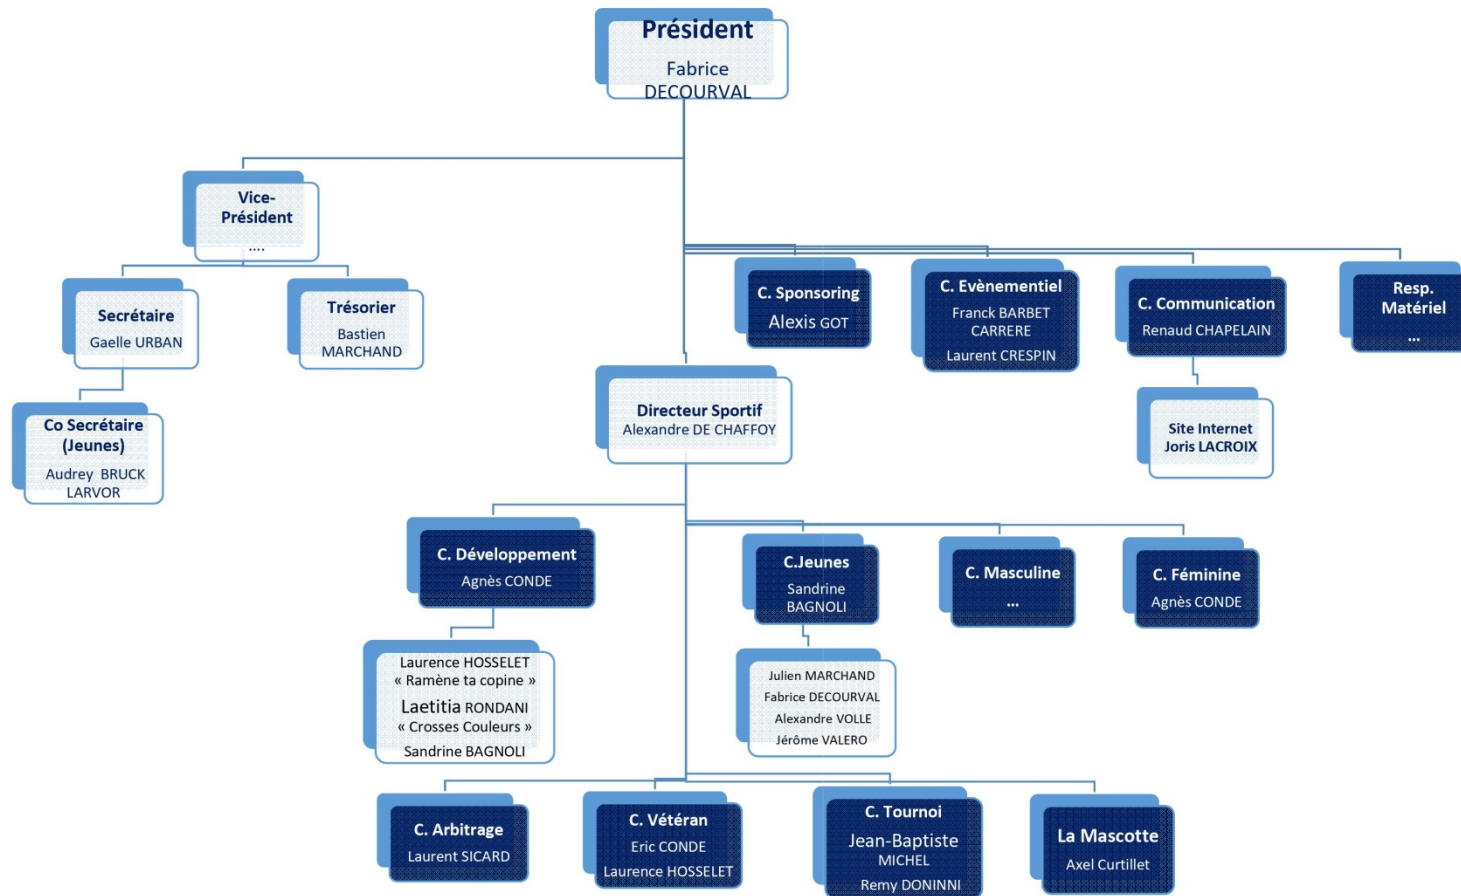 Président
Fabrice
DECOURVAL
Vice-
Président
....
Secrétaire
Gaelle URBAN
Trésorier
Bastien
MARCHAND
Co Secrétaire
(Jeunes)
Audrey BRUCK
LARVOR
C. Sponsoring
Alexis GOT
C. Evènementiel
Franck BARBET
CARRERE
Laurent CRESPIN
C. Communication
Renaud CHAPELAIN
Resp.
Matériel
...
Site Internet
Joris LACROIX
Directeur Sportif
Alexandre DE CHAFFOY
C. Développement
Agnès CONDE
Laurence HOSSELET
« Ramène ta copine »
Laetitia RONDANI
« Crosses Couleurs »
Sandrine BAGNOLI
C.Jeunes
Sandrine
BAGNOLI
Julien MARCHAND
Fabrice DECOURVAL
Alexandre VOLLE
Jérôme VALERO
C. Masculine
...
C. Féminine
Agnès CONDE
C. Arbitrage
Laurent SICARD
C. Vétéran
Eric CONDE
Laurence HOSSELET
C. Tournoi
Jean-Baptiste
MICHEL
Remy DONINNI
La Mascotte
Axel Curtillet